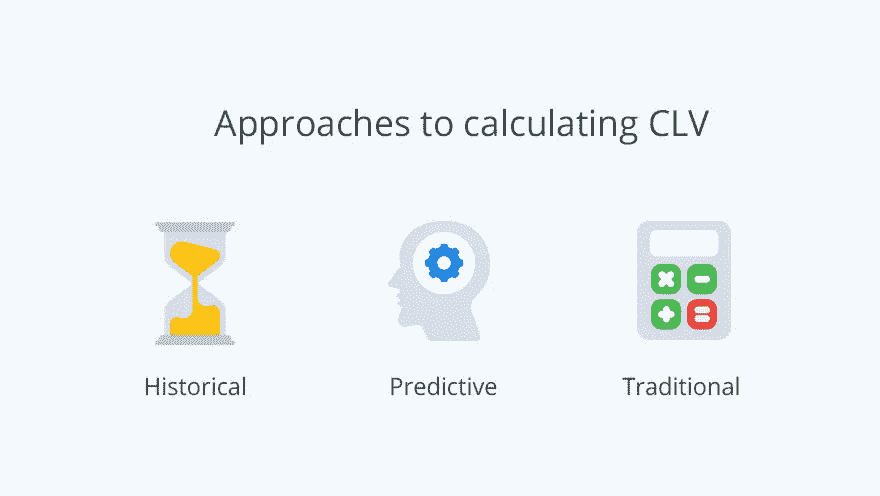 Approaches to calculating CLV
Historical
Predictive
Traditional